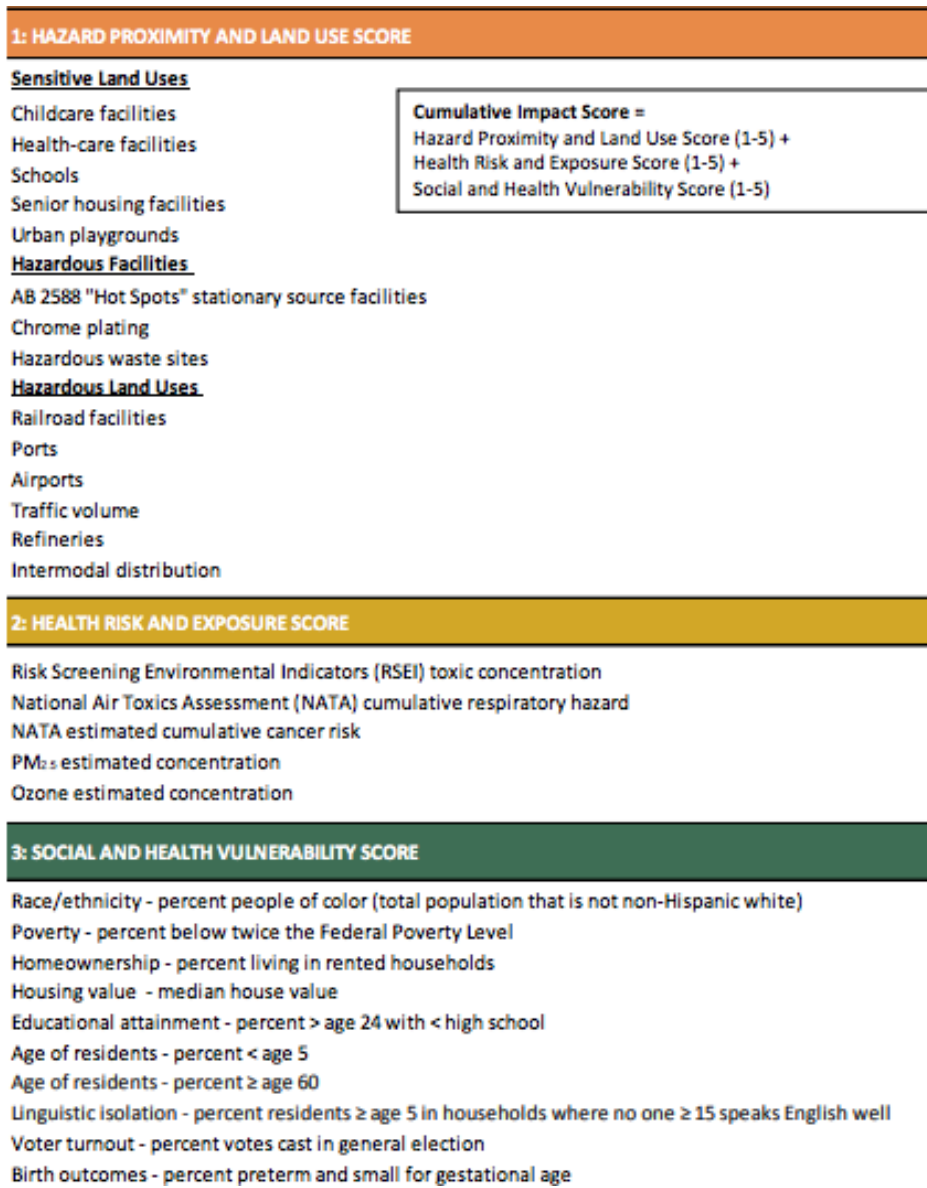 1: HAZARD PROXIMITY AND LAND USE SCORE
Sensitive Land Uses
Childcare facilities
Health-care facilities
Schools
Senior housing facilities
Urban playgrounds
Cumulative Impact Score =
Hazard Proximity and Land Use Score (1-5) +
Health Risk and Exposure Score (1-5) +
Social and Health Vulnerability Score (1-5)
Hazardous Facilities
AB 2588 "Hot Spots" stationary source facilities
Chrome plating
Hazardous waste sites
Hazardous Land Uses
Railroad facilities
Ports
Airports
Traffic volume
Refineries
Intermodal distribution
2: HEALTH RISK AND EXPOSURE SCORE
Risk Screening Environmental Indicators (RSEI) toxic concentration
National Air Toxics Assessment (NATA) cumulative respiratory hazard
NATA estimated cumulative cancer risk
PM2.5 estimated concentration
Ozone estimated concentration
3: SOCIAL AND HEALTH VULNERABILITY SCORE
Race/ethnicity - percent people of color (total population that is not non-Hispanic white)
Poverty - percent below twice the Federal Poverty Level
Homeownership - percent living in rented households
Housing value - median house value
Educational attainment - percent > age 24 with < high school
Age of residents - percent < age 5
Age of residents - percent ≥ age 60
Linguistic isolation - percent residents ≥ age 5 in households where no one ≥ 15 speaks English well
Voter turnout - percent votes cast in general election
Birth outcomes - percent preterm and small for gestational age